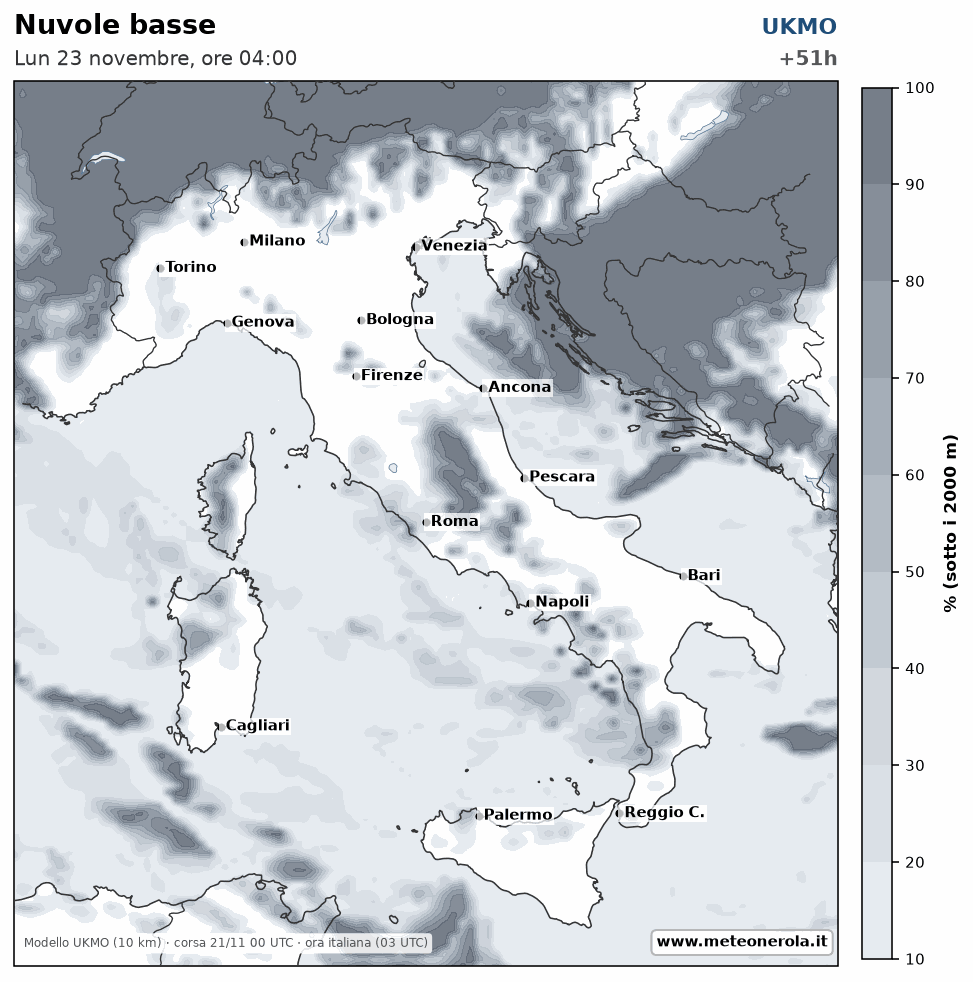 Nuvole basse
UKMO
Lun 23 novembre, ore 04:00
+51h
100
90
80
70
60
50
40
30
20
10
% (sotto i 2000 m)
Milano
Venezia
Torino
Genova
Bologna
Firenze
Ancona
Pescara
Roma
Bari
Napoli
Cagliari
Palermo
Reggio C.
Modello UKMO (10 km) · corsa 21/11 00 UTC · ora italiana (03 UTC)
www.meteonerola.it